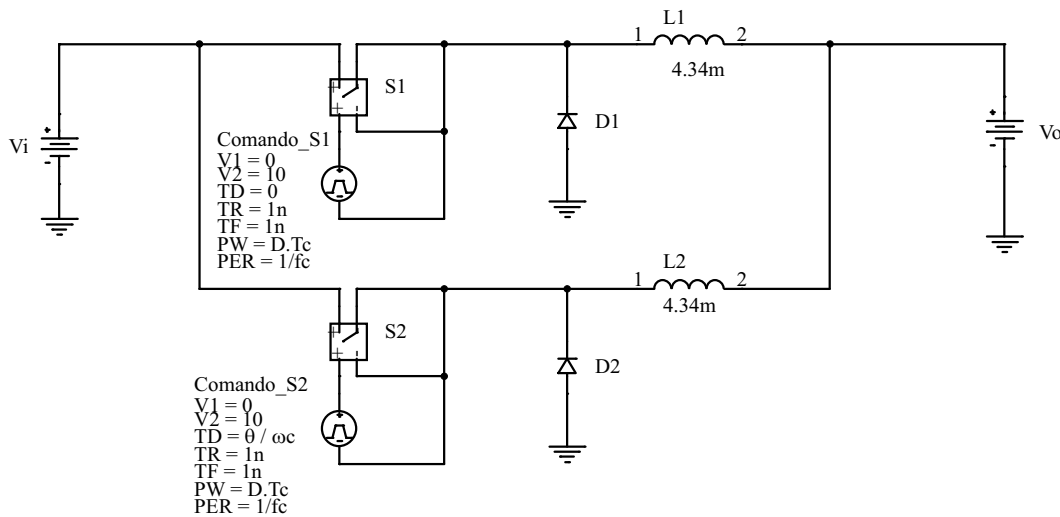 L1
1 2
4.34m
S1
Vi
+
-
D1
Vo
+
-
Comando_S1
V1 = 0
V2 = 10
TD = 0
TR = 1n
TF = 1n
PW = D.Tc
PER = 1/fc
L2
1 2
4.34m
S2
D2
Comando_S2
V1 = 0
V2 = 10
TD = θ / ωc
TR = 1n
TF = 1n
PW = D.Tc
PER = 1/fc